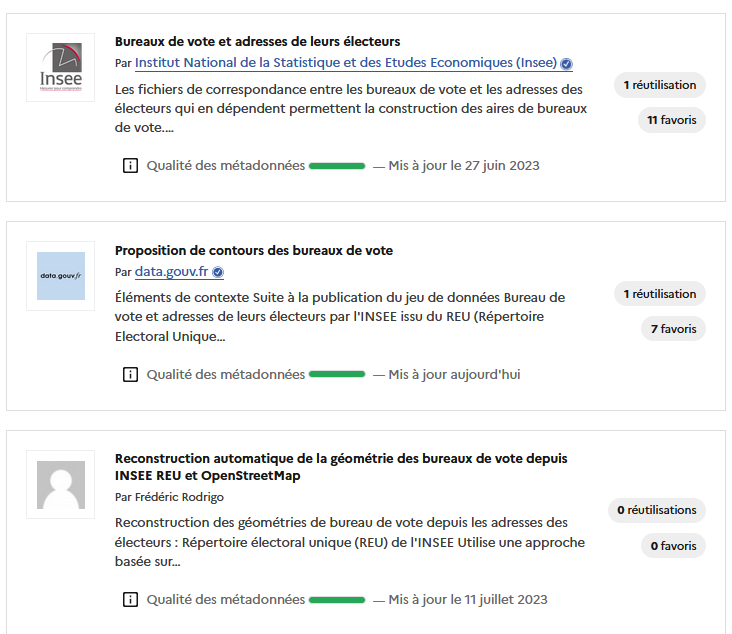 Bureaux de vote et adresses de leurs électeurs
Par Institut National de la Statistique et des Etudes Economiques (Insee)
Insee
Mesurer pour comprendre
Les fichiers de correspondance entre les bureaux de vote et les adresses des
électeurs qui en dépendent permettent la construction des aires de bureaux
de vote....
1 réutilisation
11 favoris
Qualité des métadonnées — Mis à jour le 27 juin 2023
Proposition de contours des bureaux de vote
Par data.gouv.fr
data.gouv.fr
Éléments de contexte Suite à la publication du jeu de données Bureau de
vote et adresses de leurs électeurs par l'INSEE issu du REU (Répertoire
Electoral Unique...
1 réutilisation
7 favoris
Qualité des métadonnées — Mis à jour aujourd'hui
Reconstruction automatique de la géométrie des bureaux de vote depuis
INSEE REU et OpenStreetMap
Par Frédéric Rodrigo
Reconstruction des géométries de bureau de vote depuis les adresses des
électeurs : Répertoire électoral unique (REU) de l'INSEE Utilise une approche
basée sur...
0 réutilisations
0 favoris
Qualité des métadonnées — Mis à jour le 11 juillet 2023